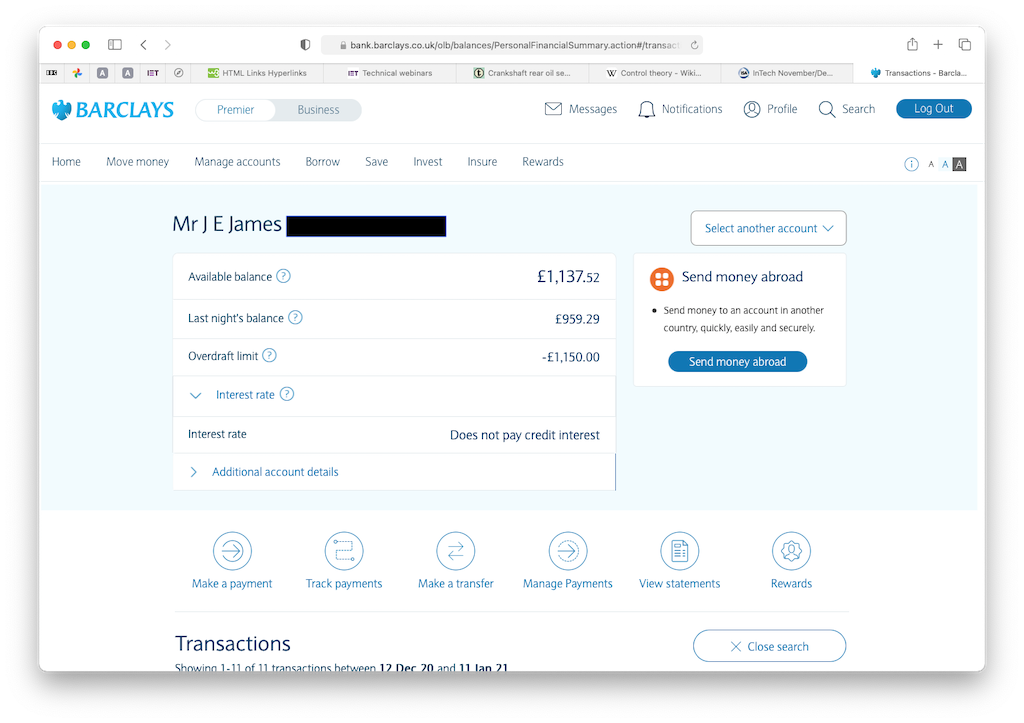 bank.barclays.co.uk/olb/balances/PersonalFinancialSummary.action#/transac
A A IET HTML Links Hyperlinks IET Technical webinars Crankshaft rear oil se... W Control theory - Wiki... InTech November/De... Transactions - Barcla...
BARCLAYS Premier Business Messages Notifications Profile Search Log Out
Home Move money Manage accounts Borrow Save Invest Insure Rewards i A A A
Mr J E James
Select another account
Available balance ? £1,137.52
Last night's balance ? £959.29
Overdraft limit ? -£1,150.00
Interest rate ?
Interest rate Does not pay credit interest
Additional account details
Send money abroad
• Send money to an account in another
country, quickly, easily and securely.
Send money abroad
Make a payment Track payments Make a transfer Manage Payments View statements Rewards
Transactions
Close search
Showing 1-11 of 11 transactions between 12 Dec 20 and 11 Jan 21